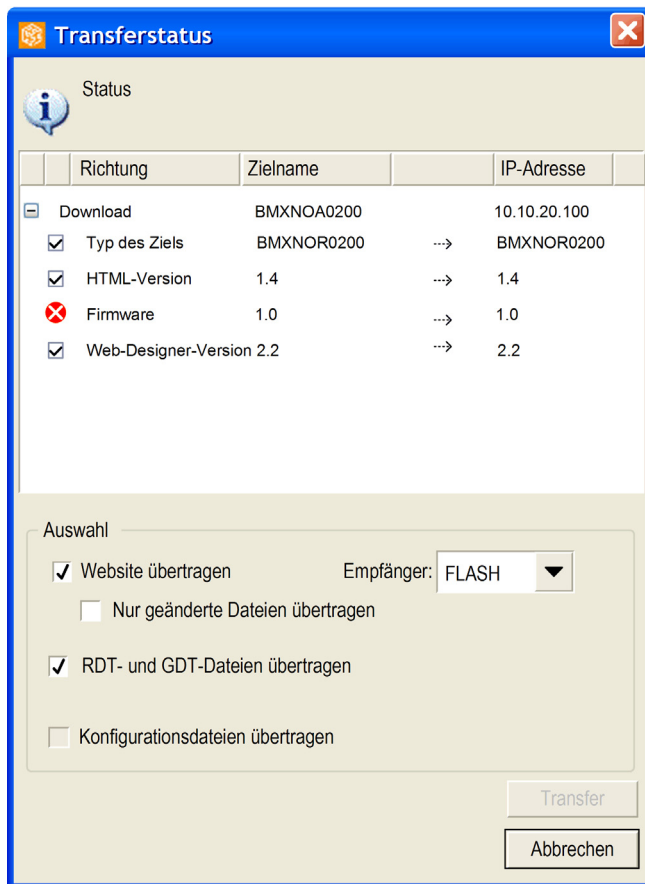 Transferstatus
Status
Richtung Zielname IP-Adresse
Download BMXNOA0200 10.10.20.100
Typ des Ziels BMXNOR0200 ---> BMXNOR0200
HTML-Version 1.4 ---> 1.4
Firmware 1.0 ---> 1.0
Web-Designer-Version 2.2 ---> 2.2
Auswahl
Website übertragen Empfänger: FLASH
Nur geänderte Dateien übertragen
RDT- und GDT-Dateien übertragen
Konfigurationsdateien übertragen
Transfer
Abbrechen